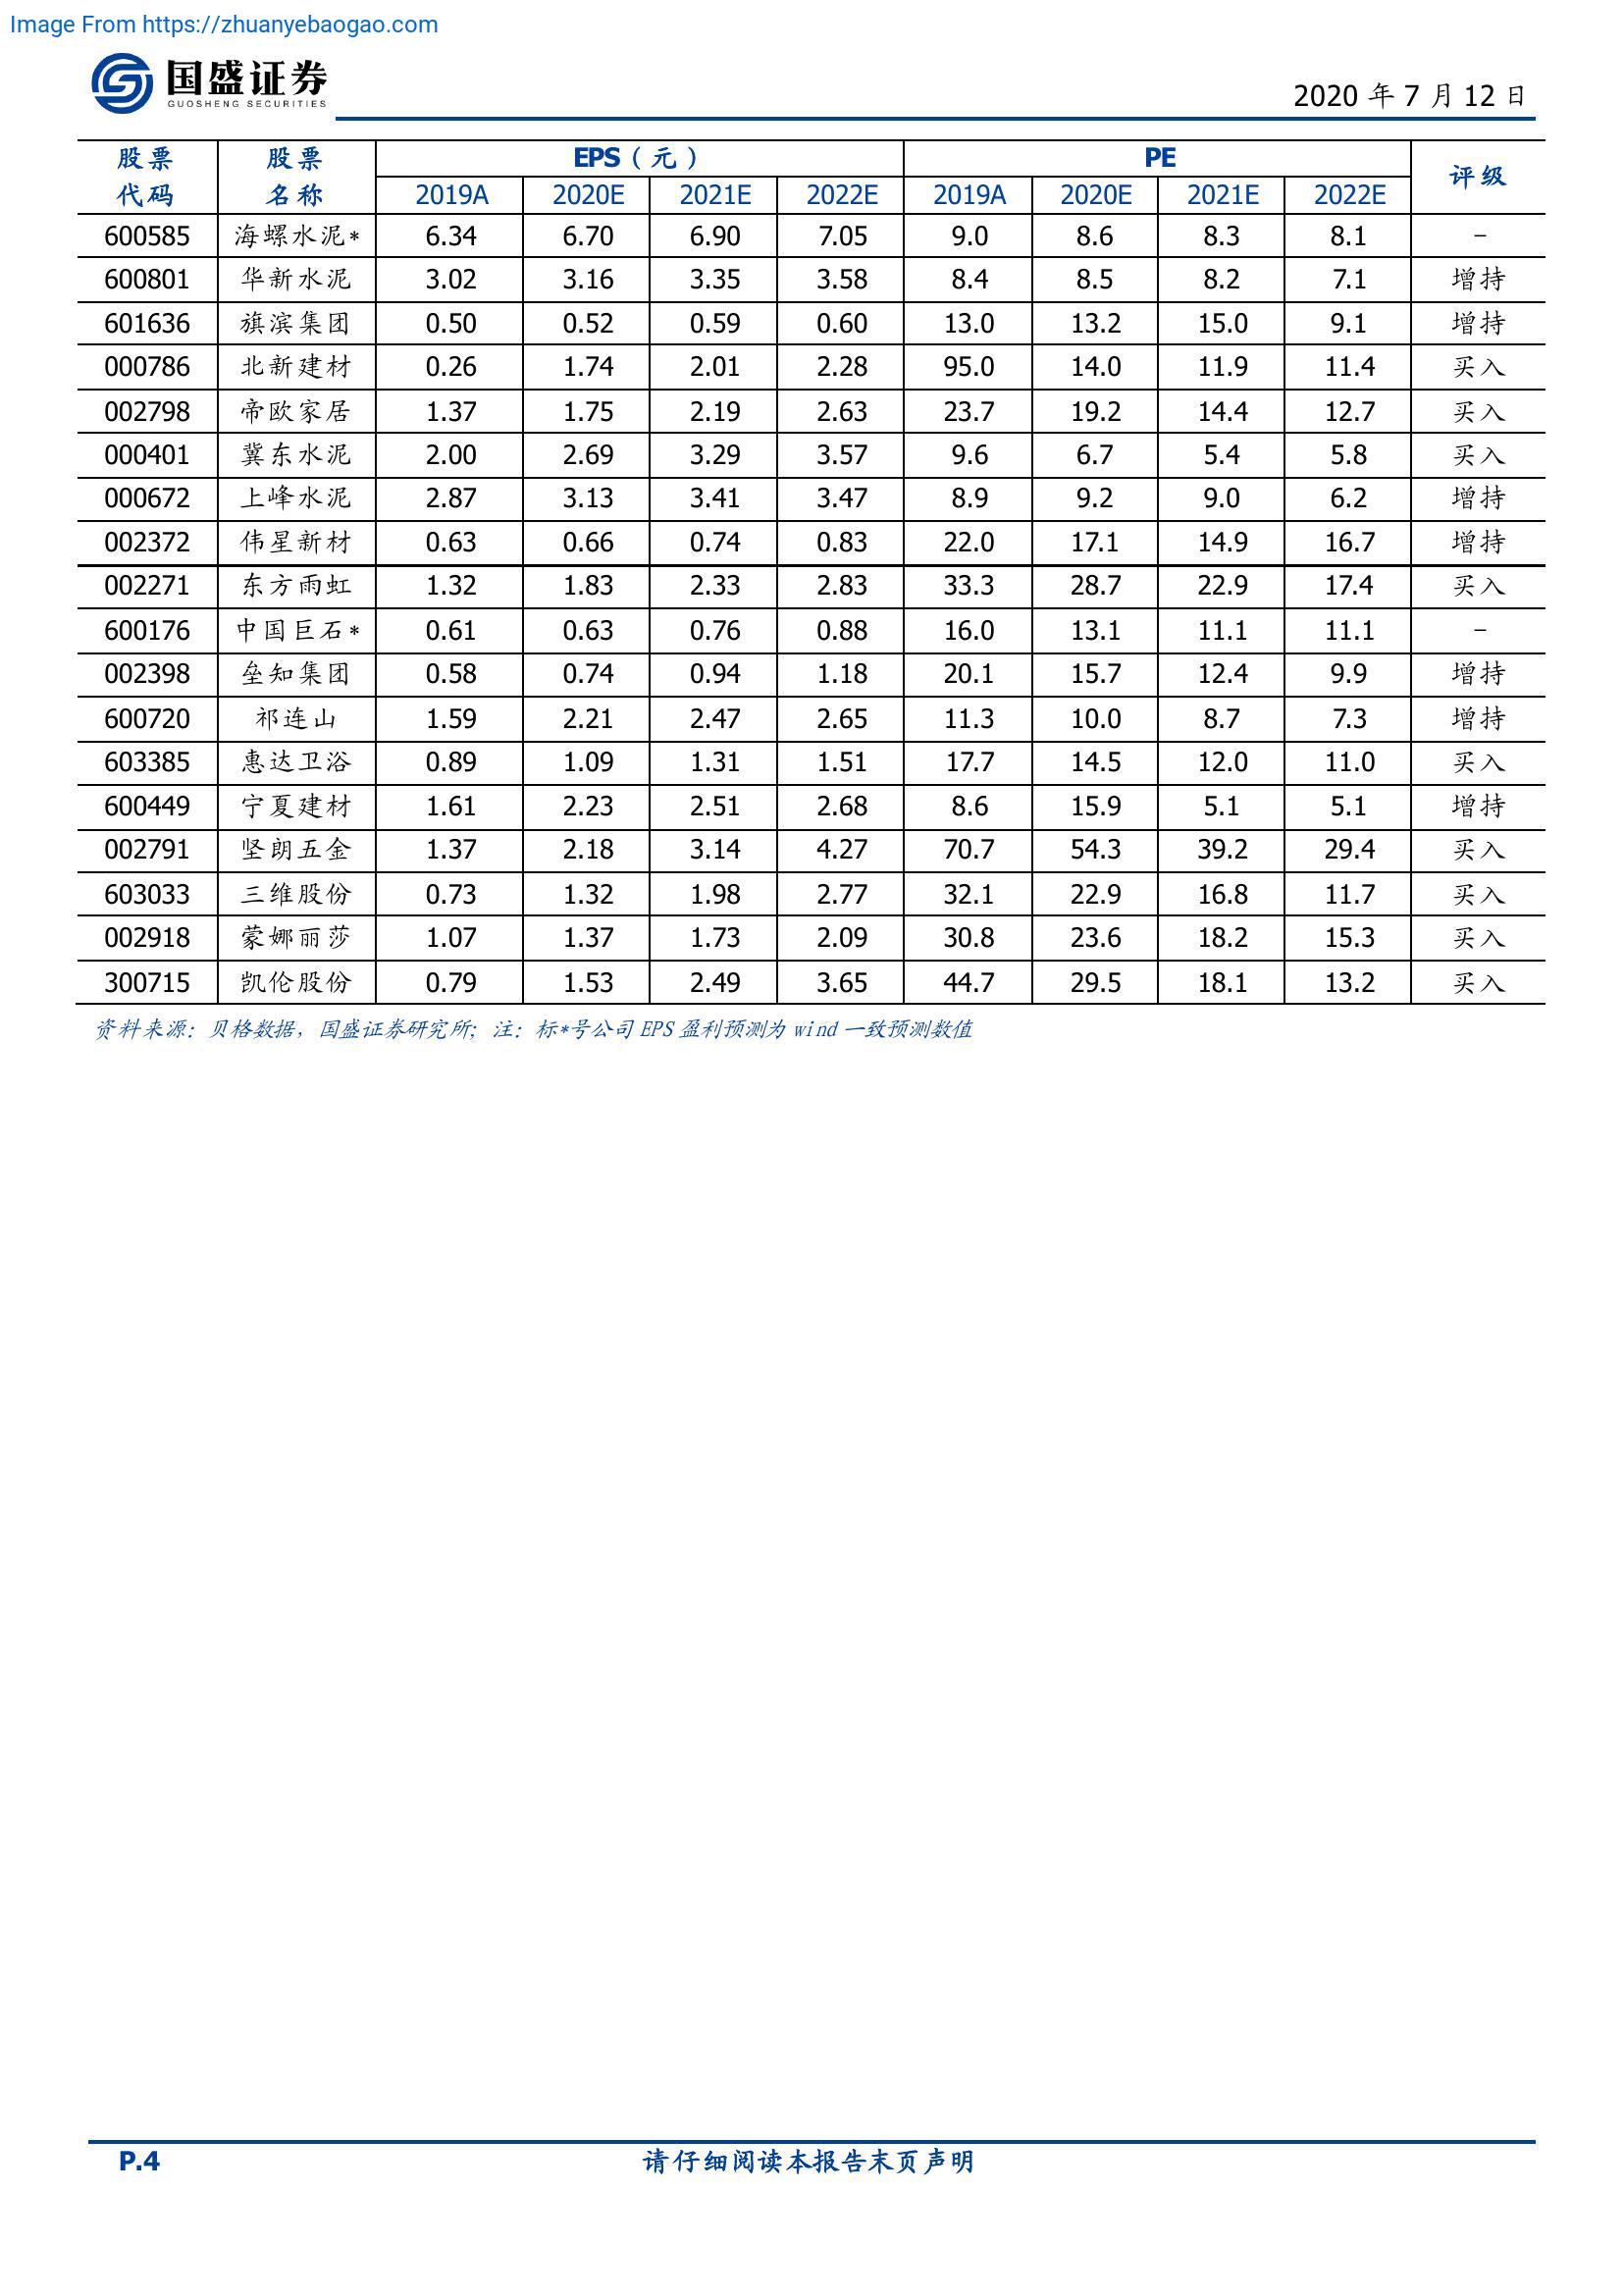 Image From https://zhuanyebaogao.com
国盛证券
GUOSHENG SECURITIES
2020 年 7 月 12 日
股票 股票 EPS（元） PE 评级
代码 名称 2019A 2020E 2021E 2022E 2019A 2020E 2021E 2022E
600585 海螺水泥* 6.34 6.70 6.90 7.05 9.0 8.6 8.3 8.1 -
600801 华新水泥 3.02 3.16 3.35 3.58 8.4 8.5 8.2 7.1 增持
601636 旗滨集团 0.50 0.52 0.59 0.60 13.0 13.2 15.0 9.1 增持
000786 北新建材 0.26 1.74 2.01 2.28 95.0 14.0 11.9 11.4 买入
002798 帝欧家居 1.37 1.75 2.19 2.63 23.7 19.2 14.4 12.7 买入
000401 冀东水泥 2.00 2.69 3.29 3.57 9.6 6.7 5.4 5.8 买入
000672 上峰水泥 2.87 3.13 3.41 3.47 8.9 9.2 9.0 6.2 增持
002372 伟星新材 0.63 0.66 0.74 0.83 22.0 17.1 14.9 16.7 增持
002271 东方雨虹 1.32 1.83 2.33 2.83 33.3 28.7 22.9 17.4 买入
600176 中国巨石* 0.61 0.63 0.76 0.88 16.0 13.1 11.1 11.1 -
002398 垒知集团 0.58 0.74 0.94 1.18 20.1 15.7 12.4 9.9 增持
600720 祁连山 1.59 2.21 2.47 2.65 11.3 10.0 8.7 7.3 增持
603385 惠达卫浴 0.89 1.09 1.31 1.51 17.7 14.5 12.0 11.0 买入
600449 宁夏建材 1.61 2.23 2.51 2.68 8.6 15.9 5.1 5.1 增持
002791 坚朗五金 1.37 2.18 3.14 4.27 70.7 54.3 39.2 29.4 买入
603033 三维股份 0.73 1.32 1.98 2.77 32.1 22.9 16.8 11.7 买入
002918 蒙娜丽莎 1.07 1.37 1.73 2.09 30.8 23.6 18.2 15.3 买入
300715 凯伦股份 0.79 1.53 2.49 3.65 44.7 29.5 18.1 13.2 买入
资料来源：贝格数据，国盛证券研究所；注：标*号公司 EPS 盈利预测为 wind 一致预测数值
P.4 请仔细阅读本报告末页声明